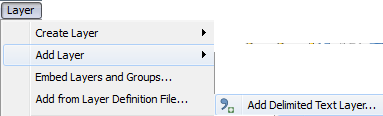 Layer
Create Layer
Add Layer
Embed Layers and Groups...
Add from Layer Definition File...
Add Delimited Text Layer...